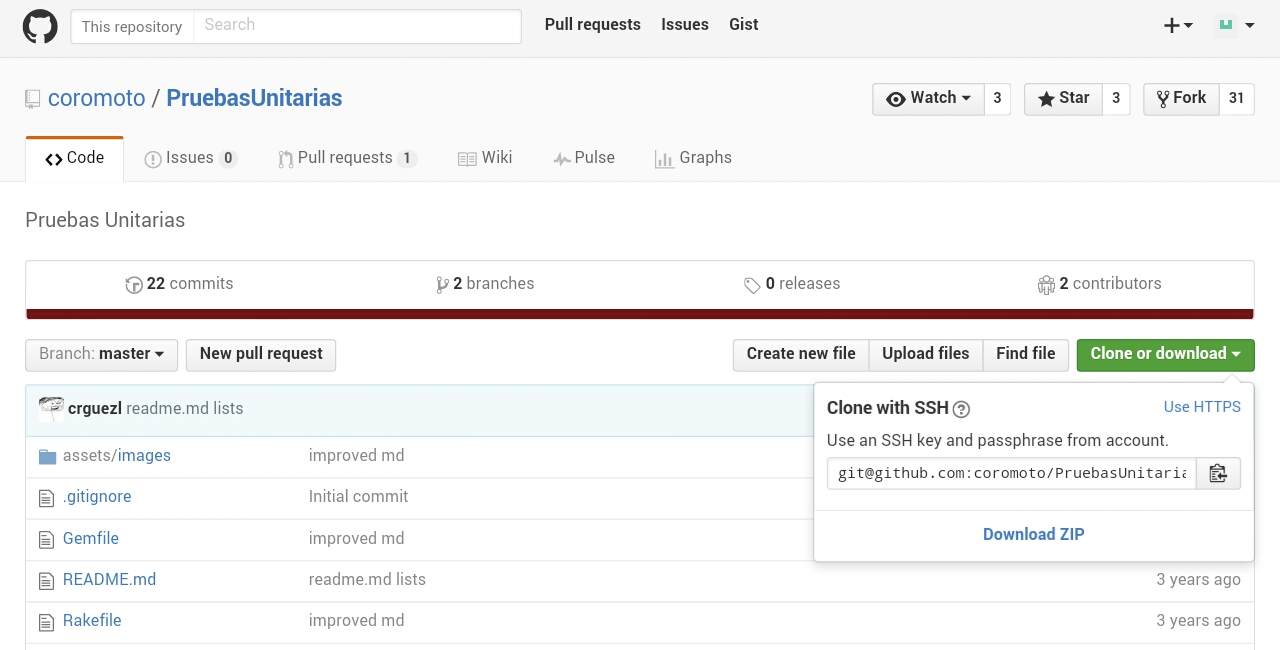 This repository Search Pull requests Issues Gist
coromoto / PruebasUnitarias Watch 3 Star 3 Fork 31
Code Issues 0 Pull requests 1 Wiki Pulse Graphs
Pruebas Unitarias
22 commits 2 branches 0 releases 2 contributors
Branch: master New pull request Create new file Upload files Find file Clone or download
crguezl readme.md lists
Clone with SSH ? Use HTTPS
Use an SSH key and passphrase from account.
git@github.com:coromoto/PruebasUnitaria
Download ZIP
assets/images improved md
.gitignore Initial commit
Gemfile improved md
README.md readme.md lists 3 years ago
Rakefile improved md 3 years ago